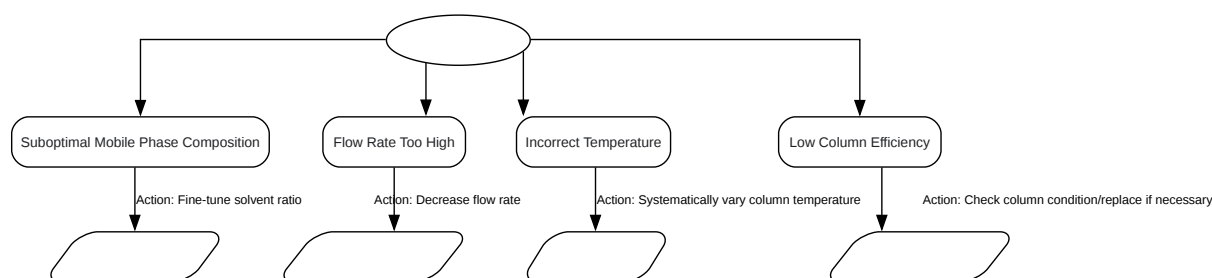 Suboptimal Mobile Phase Composition
Flow Rate Too High
Incorrect Temperature
Low Column Efficiency
Action: Fine-tune solvent ratio
Action: Decrease flow rate
Action: Systematically vary column temperature
Action: Check column condition/replace if necessary